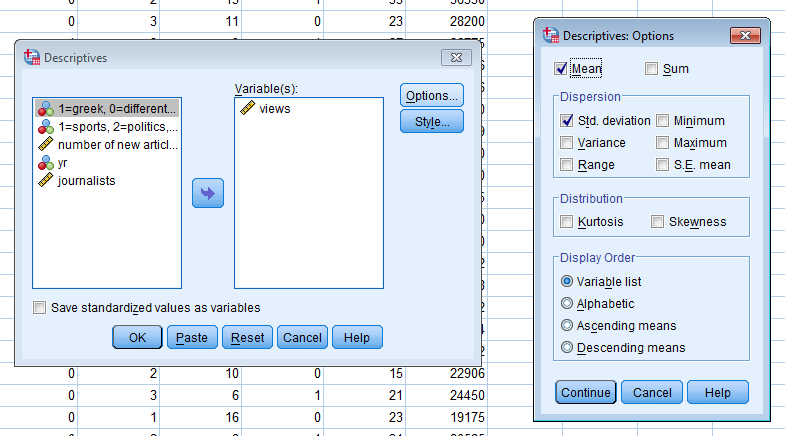 0 3 11 0 23 28200
Descriptives
Variable(s):
1=greek, 0=different...
1=sports, 2=politics,...
number of new articl...
yr
journalists
views
Options...
Style...
Save standardized values as variables
OK Paste Reset Cancel Help
0 2 10 0 15 22906
0 3 6 1 21 24450
0 1 16 0 23 19175
Descriptives: Options
Mean Sum
Dispersion
Std. deviation Minimum
Variance Maximum
Range S.E. mean
Distribution
Kurtosis Skewness
Display Order
Variable list
Alphabetic
Ascending means
Descending means
Continue Cancel Help